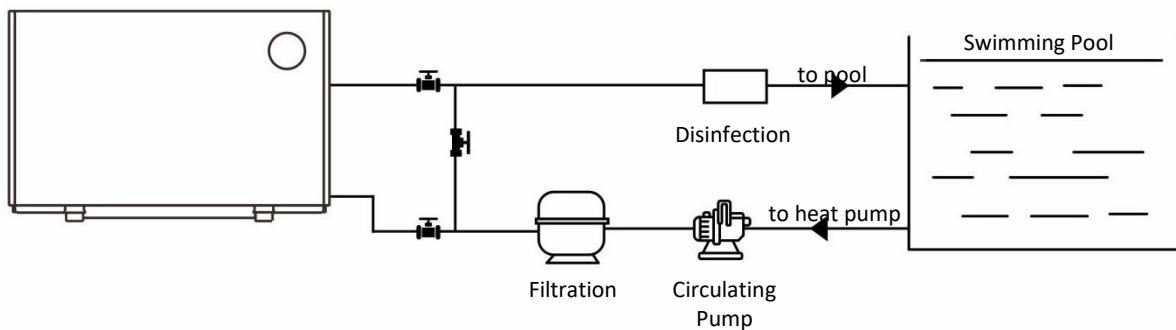 Swimming Pool
to pool
Disinfection
to heat pump
Filtration
Circulating
Pump